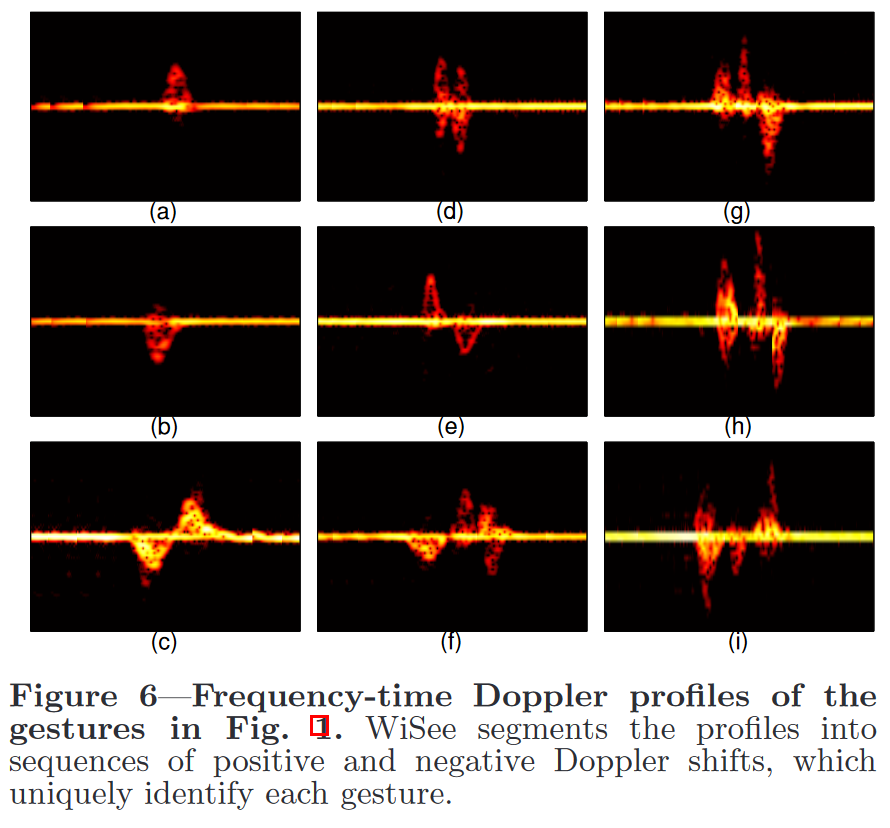 (a) (d) (g)
(b) (e) (h)
(c) (f) (i)
Figure 6—Frequency-time Doppler profiles of the
gestures in Fig. 1. WiSee segments the profiles into
sequences of positive and negative Doppler shifts, which
uniquely identify each gesture.